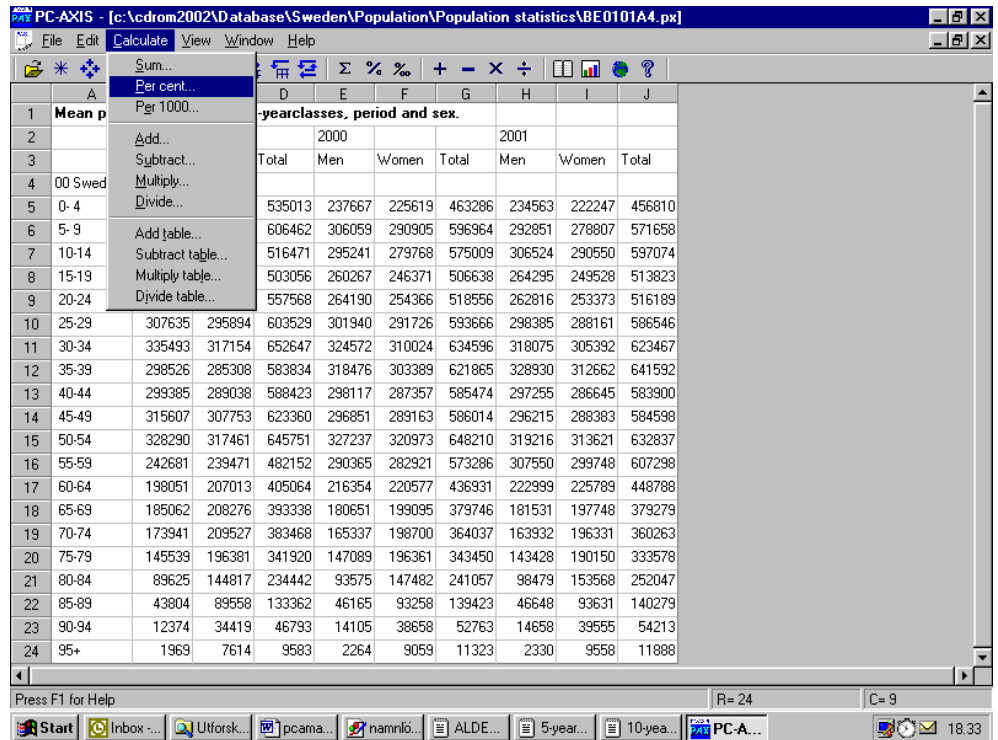 PC-AXIS - [c:\cdrom2002\Database\Sweden\Population\Population statistics\BE0101A4.px]
File Edit Calculate View Window Help
Sum...
Per cent...
Per 1000...
Add...
Subtract...
Multiply...
Divide...
Add table...
Subtract table...
Multiply table...
Divide table...
Σ % ‰ + − × ÷
A D E F G H I J
1 Mean p -yearclasses, period and sex.
2 2000 2001
3 Total Men Women Total Men Women Total
4 00 Swed
5 0- 4 535013 237667 225619 463286 234563 222247 456810
6 5- 9 606462 306059 290905 596964 292851 278807 571658
7 10-14 516471 295241 279768 575009 306524 290550 597074
8 15-19 503056 260267 246371 506638 264295 249528 513823
9 20-24 557568 264190 254366 518556 262816 253373 516189
10 25-29 307635 295894 603529 301940 291726 593666 298385 288161 586546
11 30-34 335493 317154 652647 324572 310024 634596 318075 305392 623467
12 35-39 298526 285308 583834 318476 303389 621865 328930 312662 641592
13 40-44 299385 289038 588423 298117 287357 585474 297255 286645 583900
14 45-49 315607 307753 623360 296851 289163 586014 296215 288383 584598
15 50-54 328290 317461 645751 327237 320973 648210 319216 313621 632837
16 55-59 242681 239471 482152 290365 282921 573286 307550 299748 607298
17 60-64 198051 207013 405064 216354 220577 436931 222999 225789 448788
18 65-69 185062 208276 393338 180651 199095 379746 181531 197748 379279
19 70-74 173941 209527 383468 165337 198700 364037 163932 196331 360263
20 75-79 145539 196381 341920 147089 196361 343450 143428 190150 333578
21 80-84 89625 144817 234442 93575 147482 241057 98479 153568 252047
22 85-89 43804 89558 133362 46165 93258 139423 46648 93631 140279
23 90-94 12374 34419 46793 14105 38658 52763 14658 39555 54213
24 95+ 1969 7614 9583 2264 9059 11323 2330 9558 11888
Press F1 for Help R= 24 C= 9
Start Inbox -... Utforsk... pcama... namnlö... ALDE... 5-year... 10-yea... PC-A... 18.33